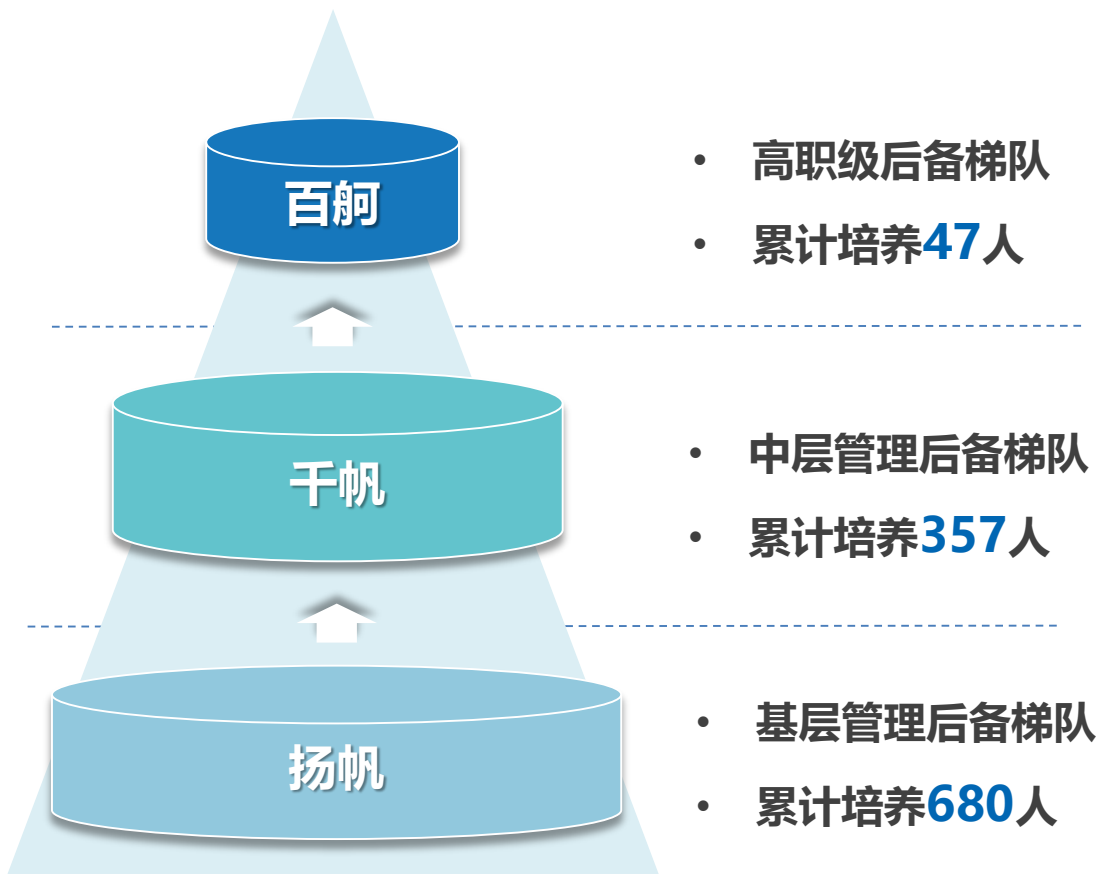 百舸
• 高职级后备梯队
• 累计培养47人
千帆
• 中层管理后备梯队
• 累计培养357人
扬帆
• 基层管理后备梯队
• 累计培养680人